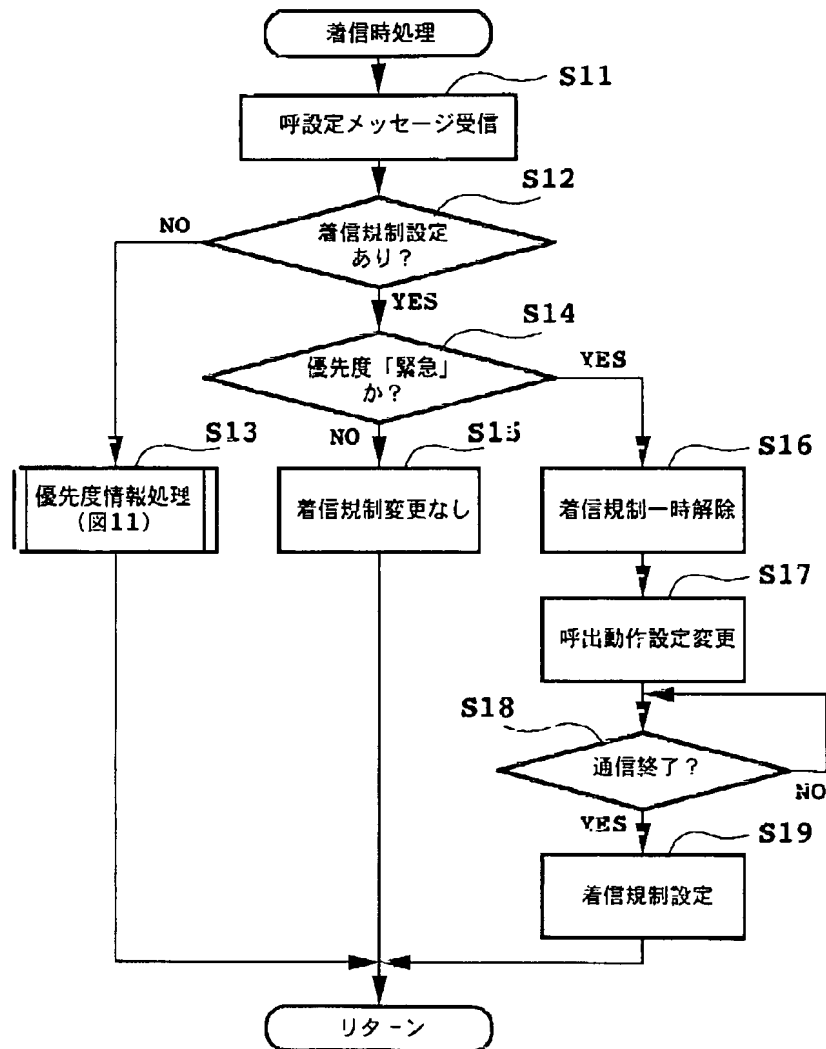 着信時処理
S11
呼設定メッセージ受信
S12
着信規制設定
あり？
NO
YES
S14
優先度「緊急」
か？
YES
NO
S13
優先度情報処理
(図11)
S15
着信規制変更なし
S16
着信規制一時解除
S17
呼出動作設定変更
S18
通信終了？
NO
YES
S19
着信規制設定
リターン